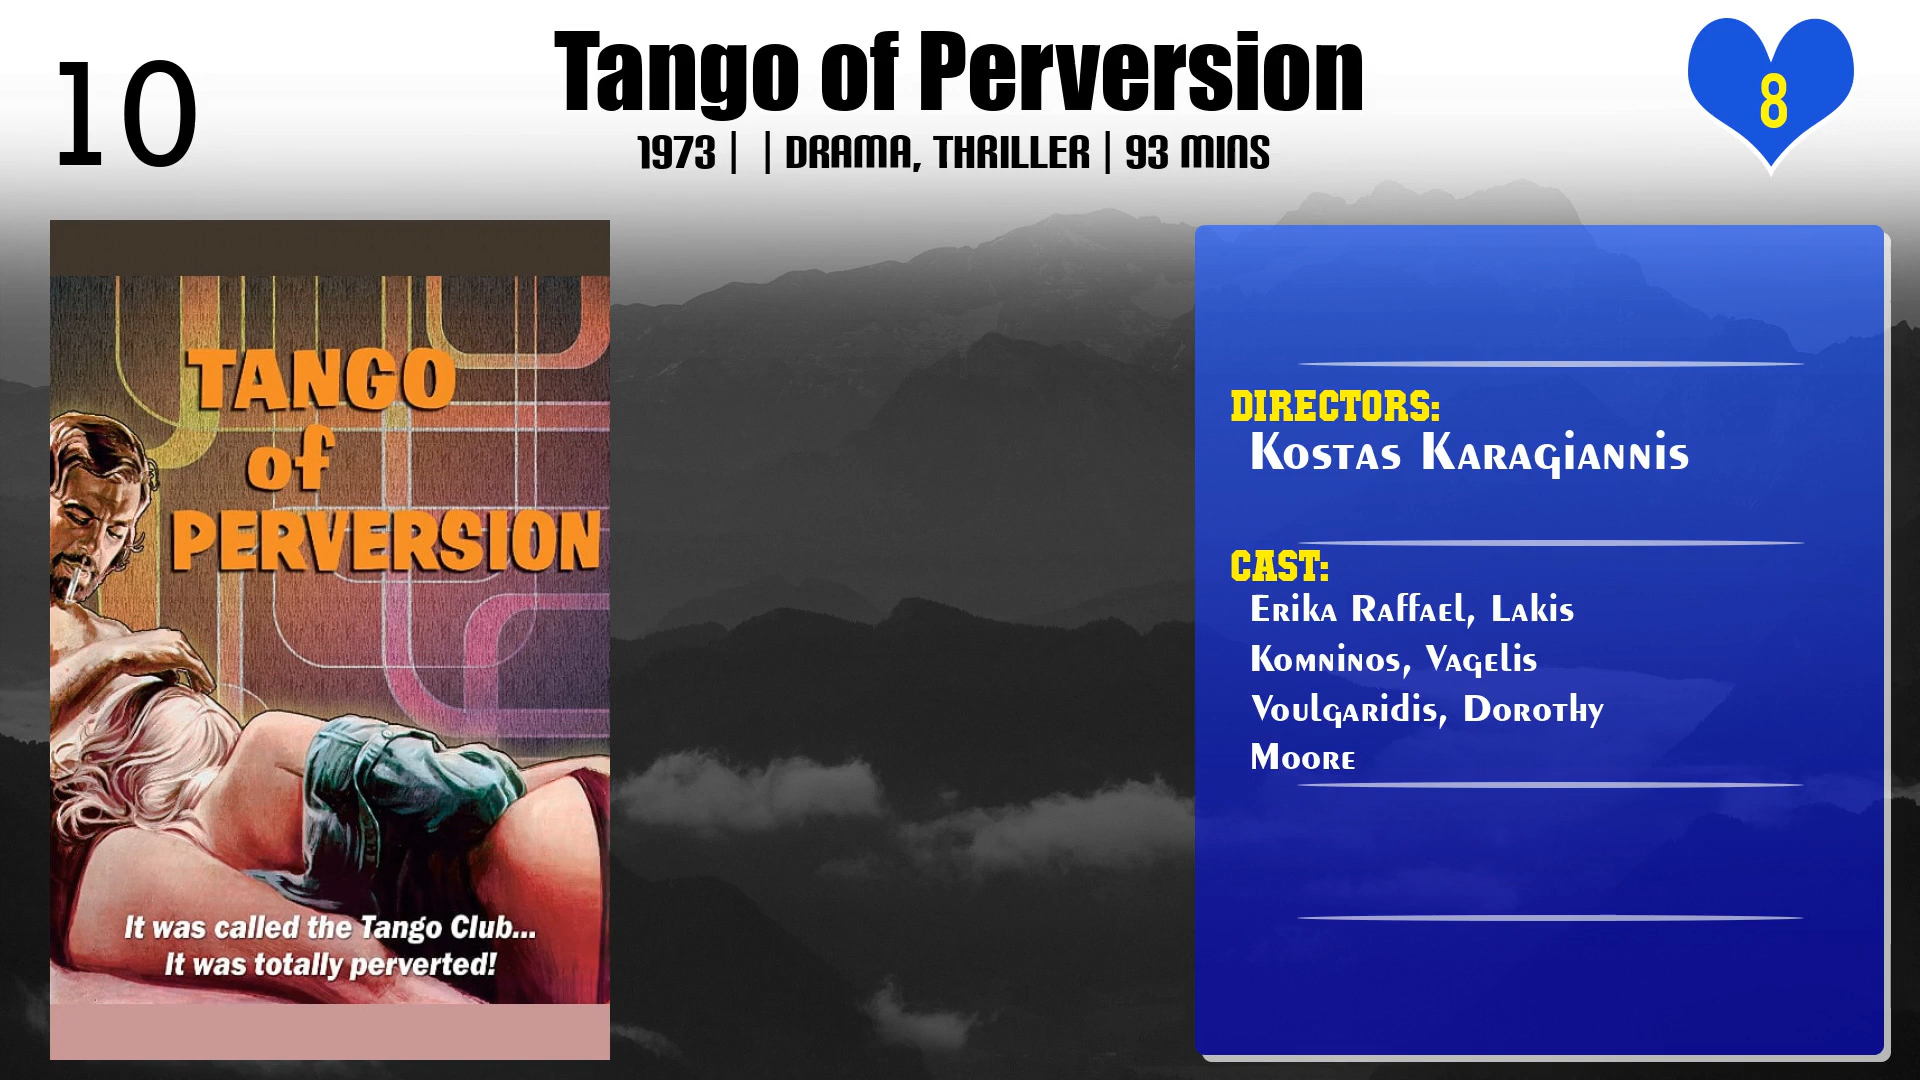 10
Tango of Perversion
8
1973 | | DRAMA, THRILLER | 93 MINS
TANGO
of
PERVERSION
It was called the Tango Club...
It was totally perverted!
DIRECTORS:
Kostas Karagiannis
CAST:
Erika Raffael, Lakis
Komninos, Vagelis
Voulgaridis, Dorothy
Moore